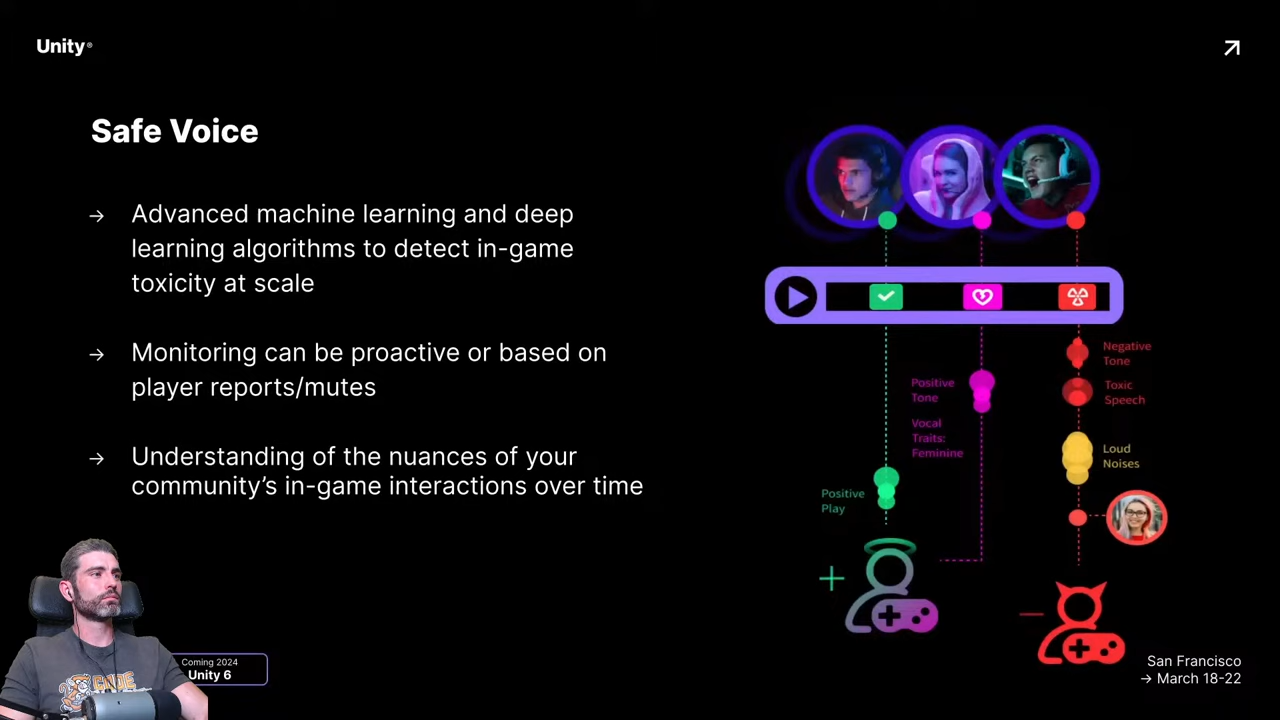 Unity®
Safe Voice
→ Advanced machine learning and deep
learning algorithms to detect in-game
toxicity at scale
→ Monitoring can be proactive or based on
player reports/mutes
→ Understanding of the nuances of your
community's in-game interactions over time
Negative
Tone
Positive
Tone
Toxic
Speech
Vocal
Traits:
Feminine
Loud
Noises
Positive
Play
Coming 2024
Unity 6
San Francisco
→ March 18-22